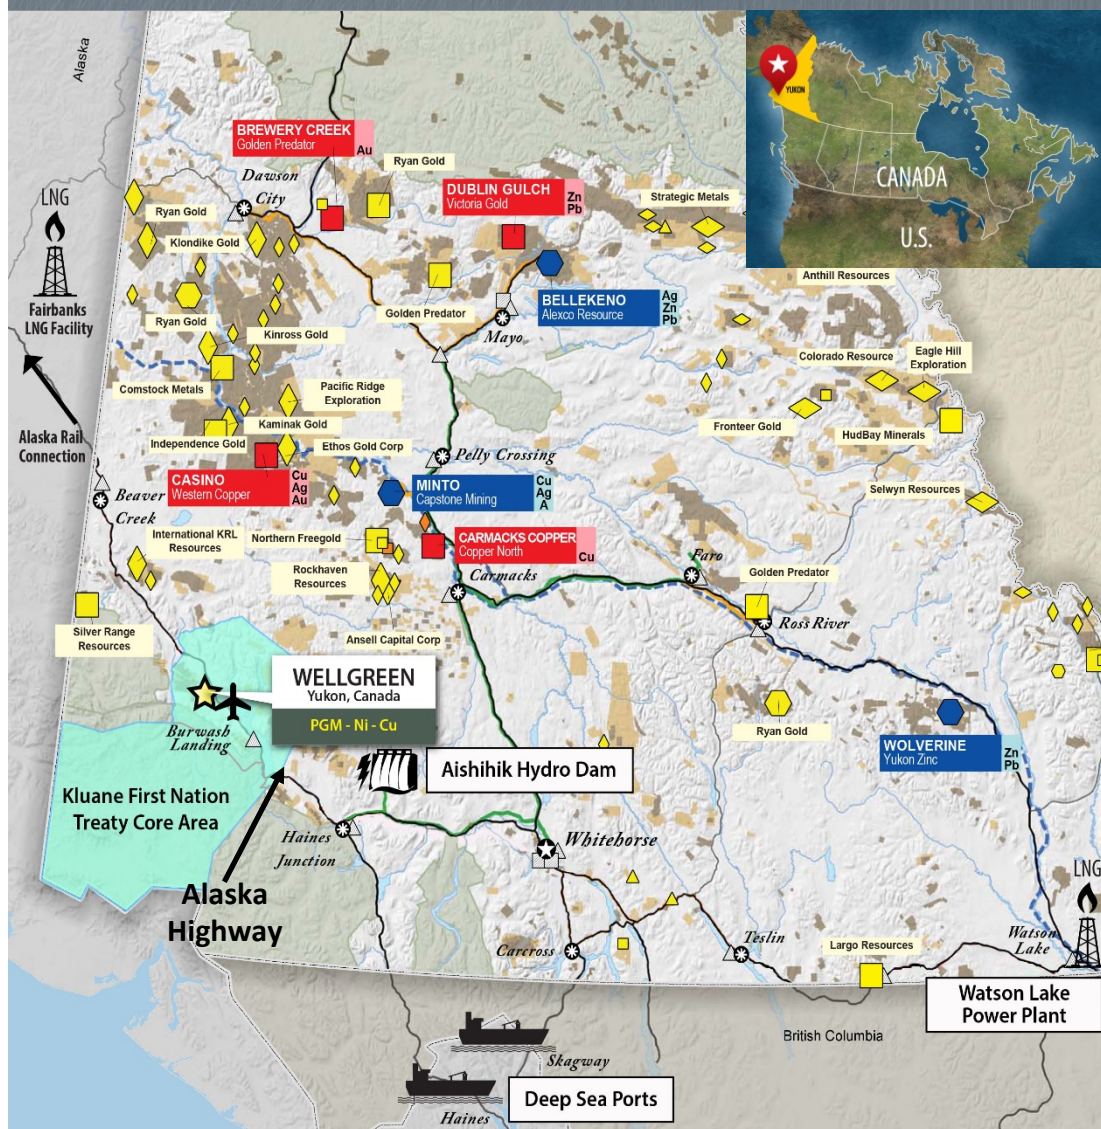 Alaska
YUKON
CANADA
U.S.
BREWERY CREEK
Golden Predator
Au
Ryan Gold
Dawson
City
DUBLIN GULCH
Victoria Gold
Zn
Pb
Strategic Metals
LNG
Fairbanks
LNG Facility
Ryan Gold
Klondike Gold
Anthill Resources
BELLEKENO
Alexco Resource
Ag
Zn
Pb
Golden Predator
Mayo
Ryan Gold
Kinross Gold
Colorado Resource
Eagle Hill
Exploration
Comstock Metals
Pacific Ridge
Exploration
Kaminak Gold
Fronteer Gold
HudBay Minerals
Alaska Rail
Connection
Independence Gold
Ethos Gold Corp
Pelly Crossing
CASINO
Western Copper
Cu
Ag
Au
MINTO
Capstone Mining
Cu
Ag
A
Selwyn Resources
Beaver
Creek
International KRL
Resources
Northern Freegold
CARMACKS COPPER
Copper North
Cu
Rockhaven
Resources
Carmacks
Faro
Golden Predator
Ross River
Silver Range
Resources
Ansell Capital Corp
WELLGREEN
Yukon, Canada
PGM - Ni - Cu
Burwash
Landing
Ryan Gold
WOLVERINE
Yukon Zinc
Zn
Pb
Aishihik Hydro Dam
Kluane First Nation
Treaty Core Area
Haines
Junction
Whitehorse
Alaska
Highway
LNG
Carcross
Teslin
Largo Resources
Watson
Lake
Watson Lake
Power Plant
British Columbia
Skagway
Deep Sea Ports
Haines